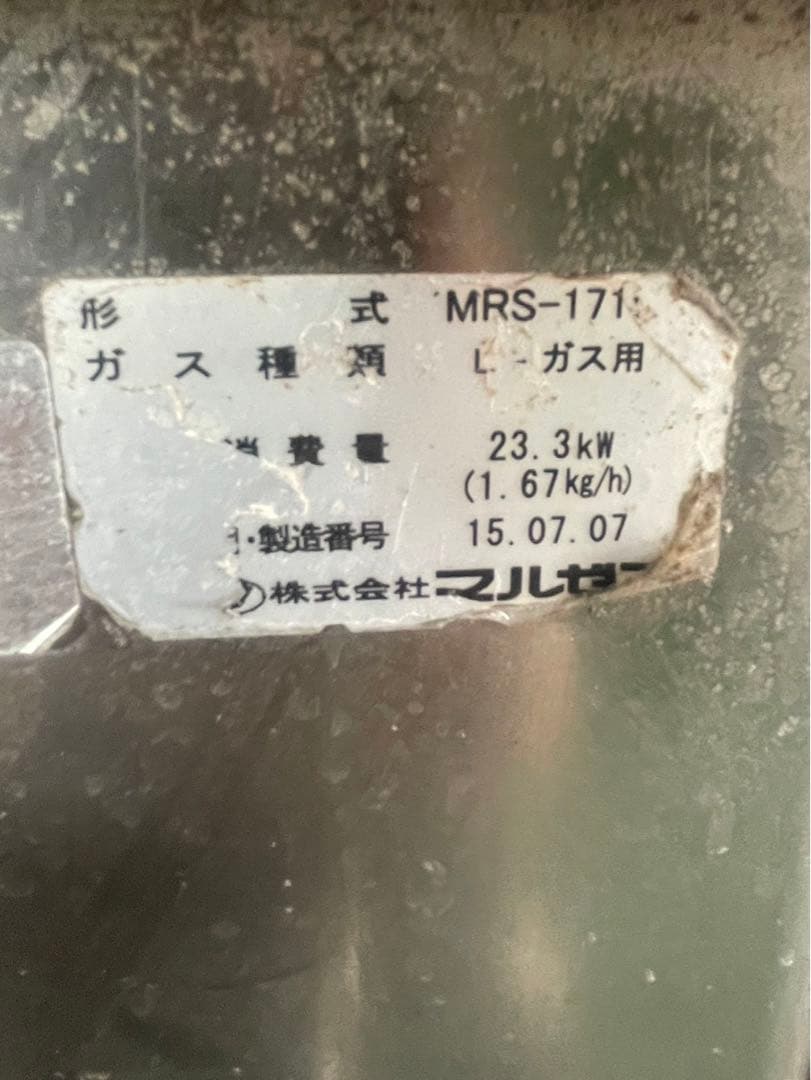 形 式 MRS-171
ガス種類 L-ガス用
消費量 23.3kW
(1.67kg/h)
・製造番号 15.07.07
株式会社マルゼ